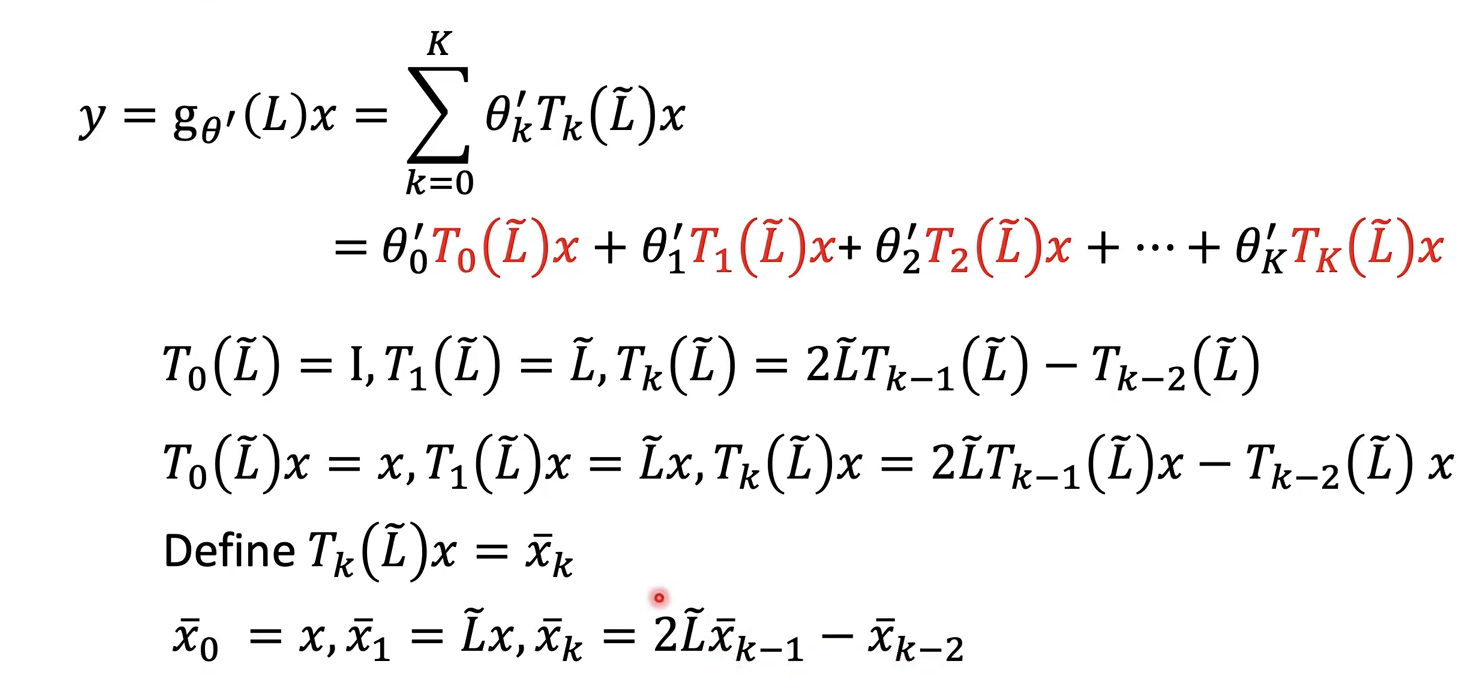 y = g_{θ′}(L)x = \sum_{k=0}^{K} θ′_k T_k(L̃)x
= θ′_0 T_0(L̃)x + θ′_1 T_1(L̃)x+ θ′_2 T_2(L̃)x + ⋯ + θ′_K T_K(L̃)x
T_0(L̃) = I, T_1(L̃) = L̃, T_k(L̃) = 2L̃T_{k−1}(L̃) − T_{k−2}(L̃)
T_0(L̃)x = x, T_1(L̃)x = L̃x, T_k(L̃)x = 2L̃T_{k−1}(L̃)x − T_{k−2}(L̃) x
Define T_k(L̃)x = x̄_k
x̄_0 = x, x̄_1 = L̃x, x̄_k = 2L̃x̄_{k−1} − x̄_{k−2}